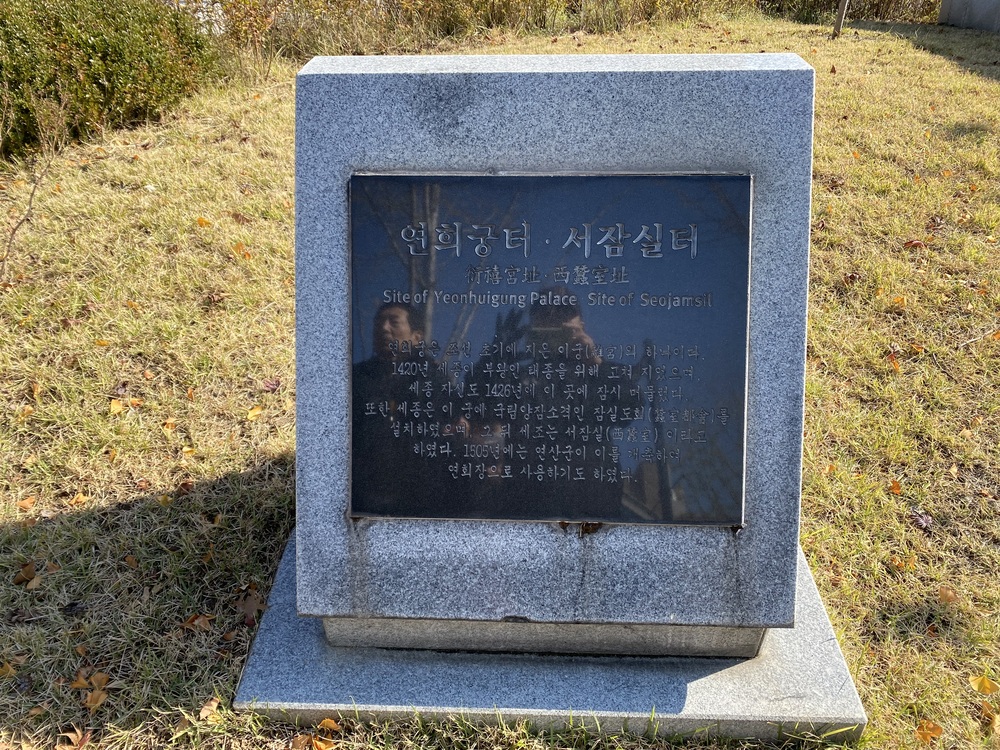 연희궁터 · 서잠실터
衍禧宮址 · 西蠶室址
Site of Yeonhuigung Palace Site of Seojamsil
연희궁은 조선 초기에 지은 이궁(離宮)의 하나이다.
1420년 세종이 부왕인 태종을 위해 고쳐 지었으며,
세종 자신도 1426년에 이 곳에 잠시 머물렀다.
또한 세종은 이 궁에 국립양잠소격인 잠실도회(蠶室都會)를
설치하였으며, 그 뒤 세조는 서잠실(西蠶室) 이라고
하였다. 1505년에는 연산군이 이를 개축하여
연회장으로 사용하기도 하였다.